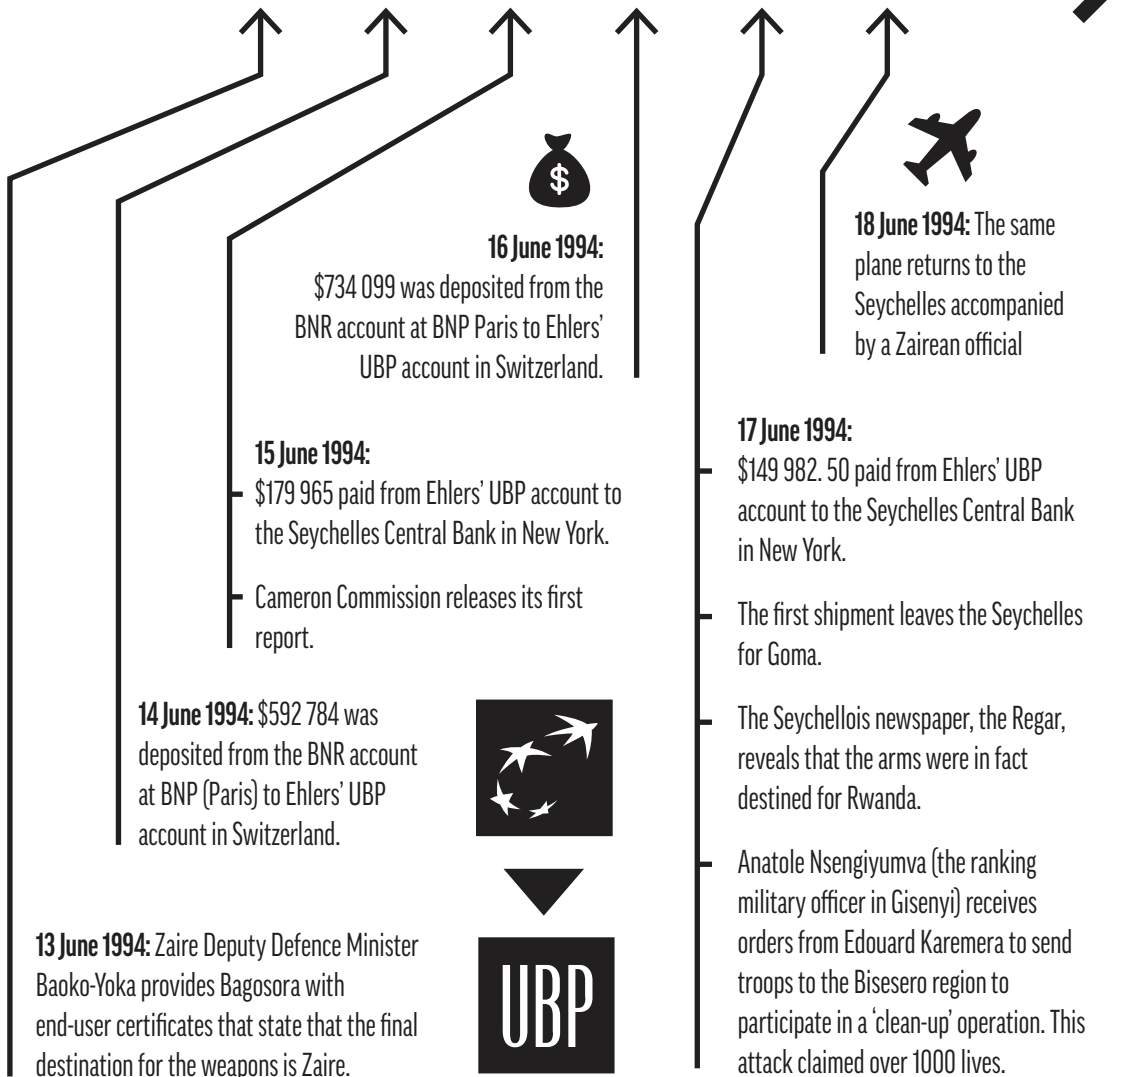 $
16 June 1994:
$734 099 was deposited from the
BNR account at BNP Paris to Ehlers’
UBP account in Switzerland.
18 June 1994: The same
plane returns to the
Seychelles accompanied
by a Zairean official
15 June 1994:
$179 965 paid from Ehlers’ UBP account to
the Seychelles Central Bank in New York.
Cameron Commission releases its first
report.
17 June 1994:
$149 982. 50 paid from Ehlers’ UBP
account to the Seychelles Central Bank
in New York.
The first shipment leaves the Seychelles
for Goma.
The Seychellois newspaper, the Regar,
reveals that the arms were in fact
destined for Rwanda.
Anatole Nsengiyumva (the ranking
military officer in Gisenyi) receives
orders from Edouard Karemera to send
troops to the Bisesero region to
participate in a ‘clean-up’ operation. This
attack claimed over 1000 lives.
14 June 1994: $592 784 was
deposited from the BNR account
at BNP (Paris) to Ehlers’ UBP
account in Switzerland.
13 June 1994: Zaire Deputy Defence Minister
Baoko-Yoka provides Bagosora with
end-user certificates that state that the final
destination for the weapons is Zaire.
UBP